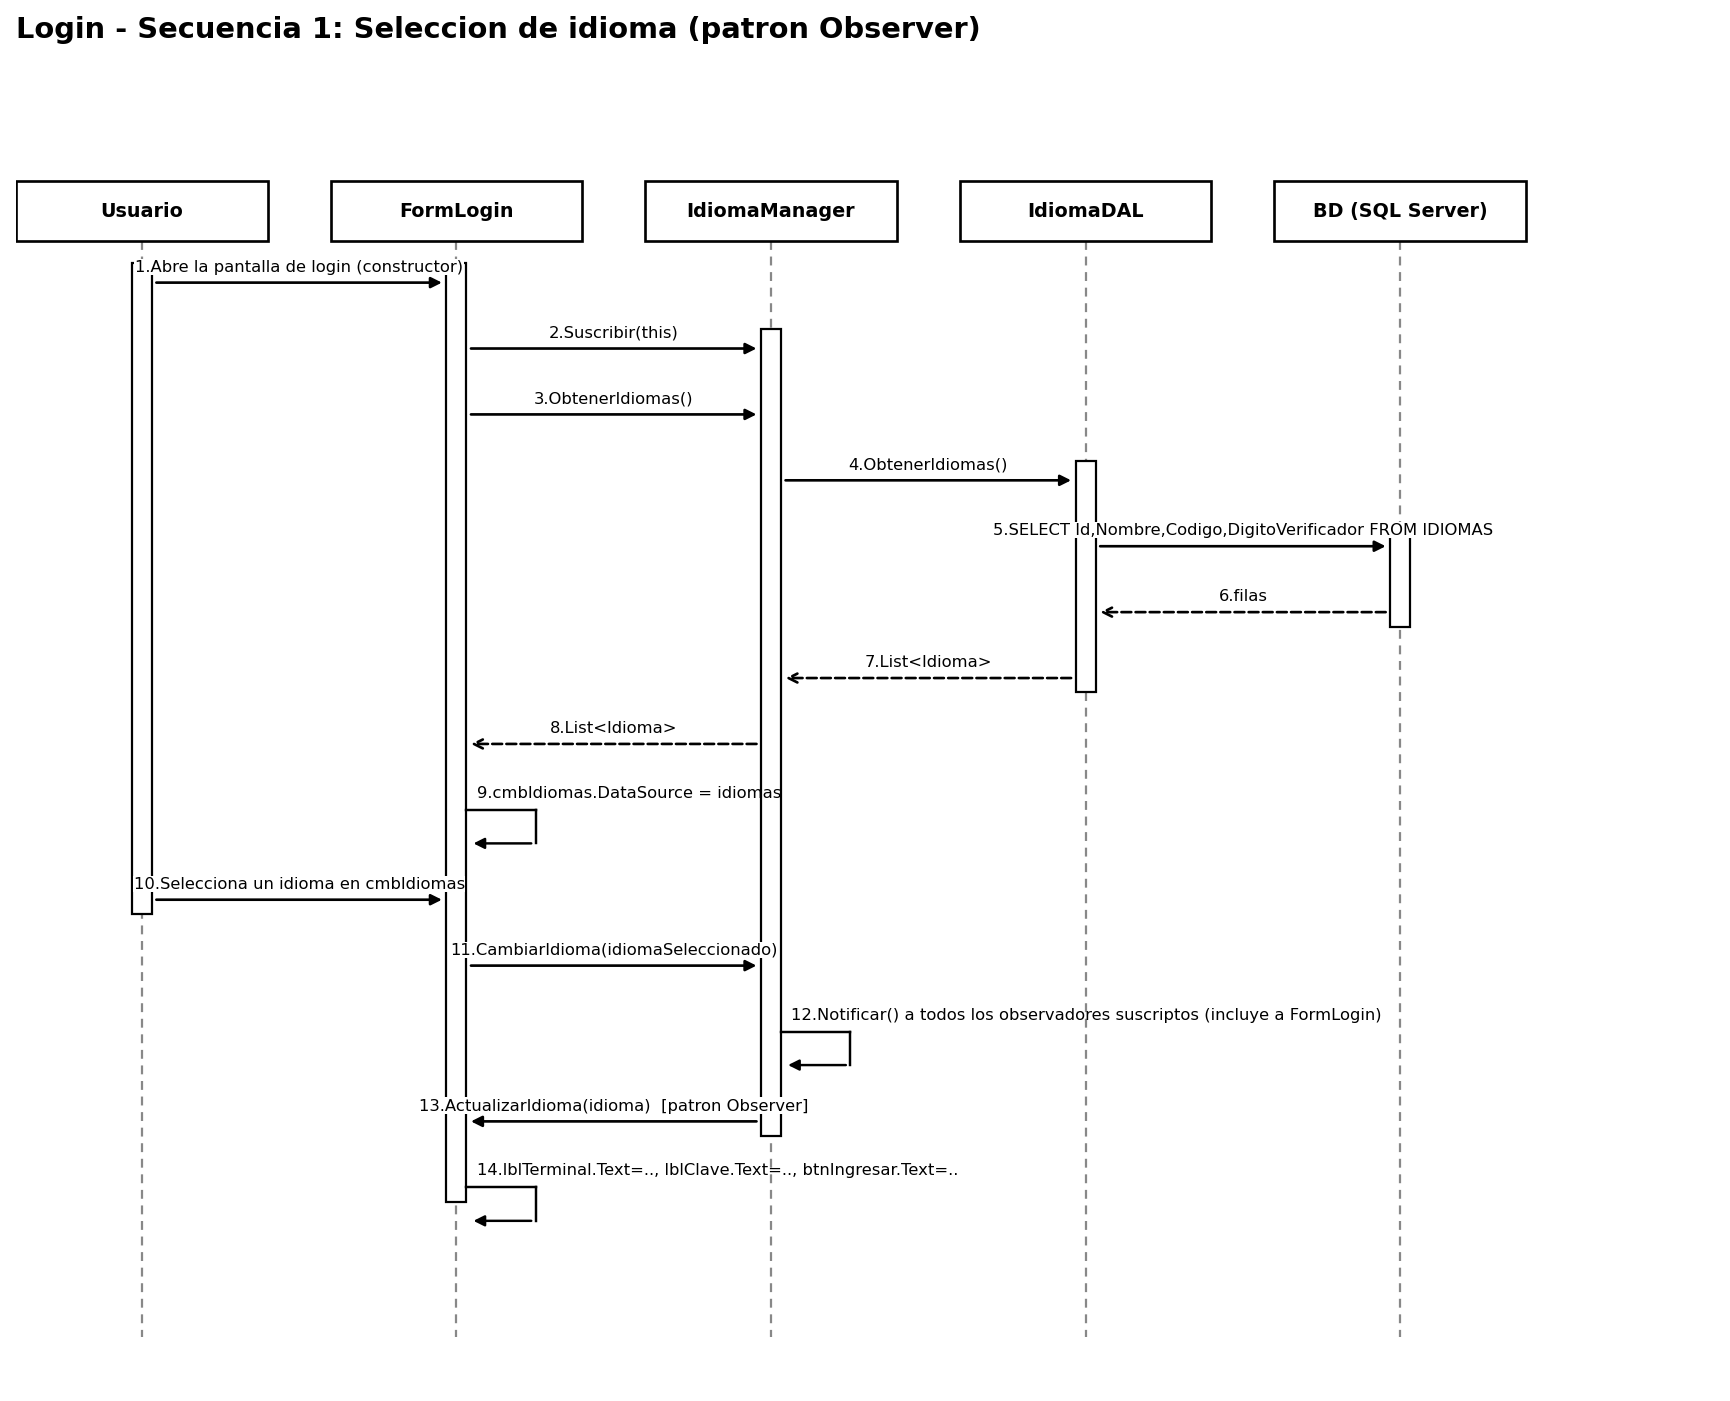 Login - Secuencia 1: Seleccion de idioma (patron Observer)
Usuario
FormLogin
IdiomaManager
IdiomaDAL
BD (SQL Server)
1.Abre la pantalla de login (constructor)
2.Suscribir(this)
3.ObtenerIdiomas()
4.ObtenerIdiomas()
5.SELECT Id,Nombre,Codigo,DigitoVerificador FROM IDIOMAS
6.filas
7.List<Idioma>
8.List<Idioma>
9.cmbIdiomas.DataSource = idiomas
10.Selecciona un idioma en cmbIdiomas
11.CambiarIdioma(idiomaSeleccionado)
12.Notificar() a todos los observadores suscriptos (incluye a FormLogin)
13.ActualizarIdioma(idioma)  [patron Observer]
14.lblTerminal.Text=.., lblClave.Text=.., btnIngresar.Text=..